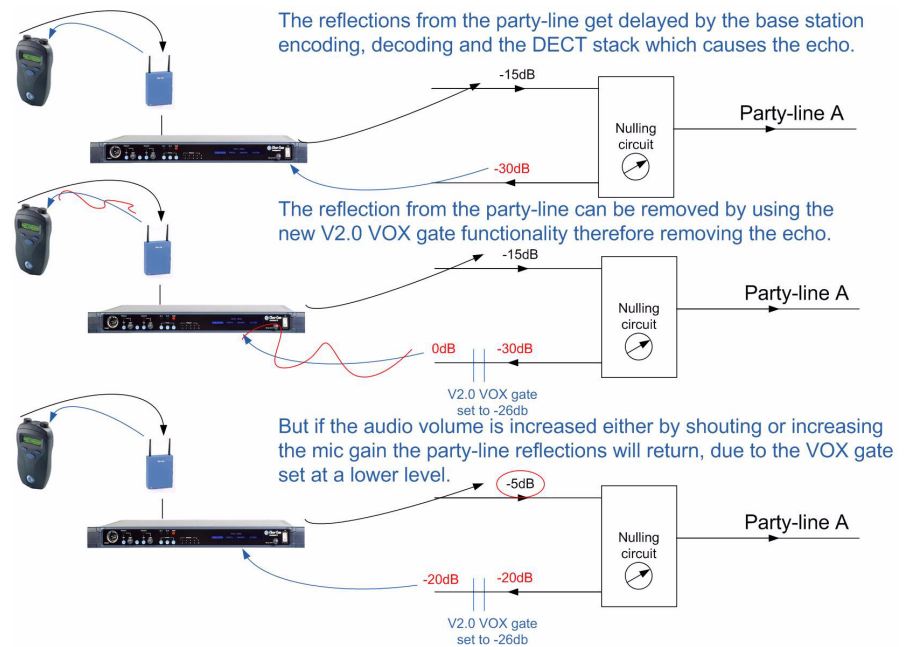 The reflections from the party-line get delayed by the base station
encoding, decoding and the DECT stack which causes the echo.
-15dB
Party-line A
Nulling
circuit
-30dB
The reflection from the party-line can be removed by using the
new V2.0 VOX gate functionality therefore removing the echo.
-15dB
Party-line A
Nulling
circuit
0dB
-30dB
V2.0 VOX gate
set to -26db
But if the audio volume is increased either by shouting or increasing
the mic gain the party-line reflections will return, due to the VOX gate
set at a lower level.
-5dB
Party-line A
Nulling
circuit
-20dB
-20dB
V2.0 VOX gate
set to -26db